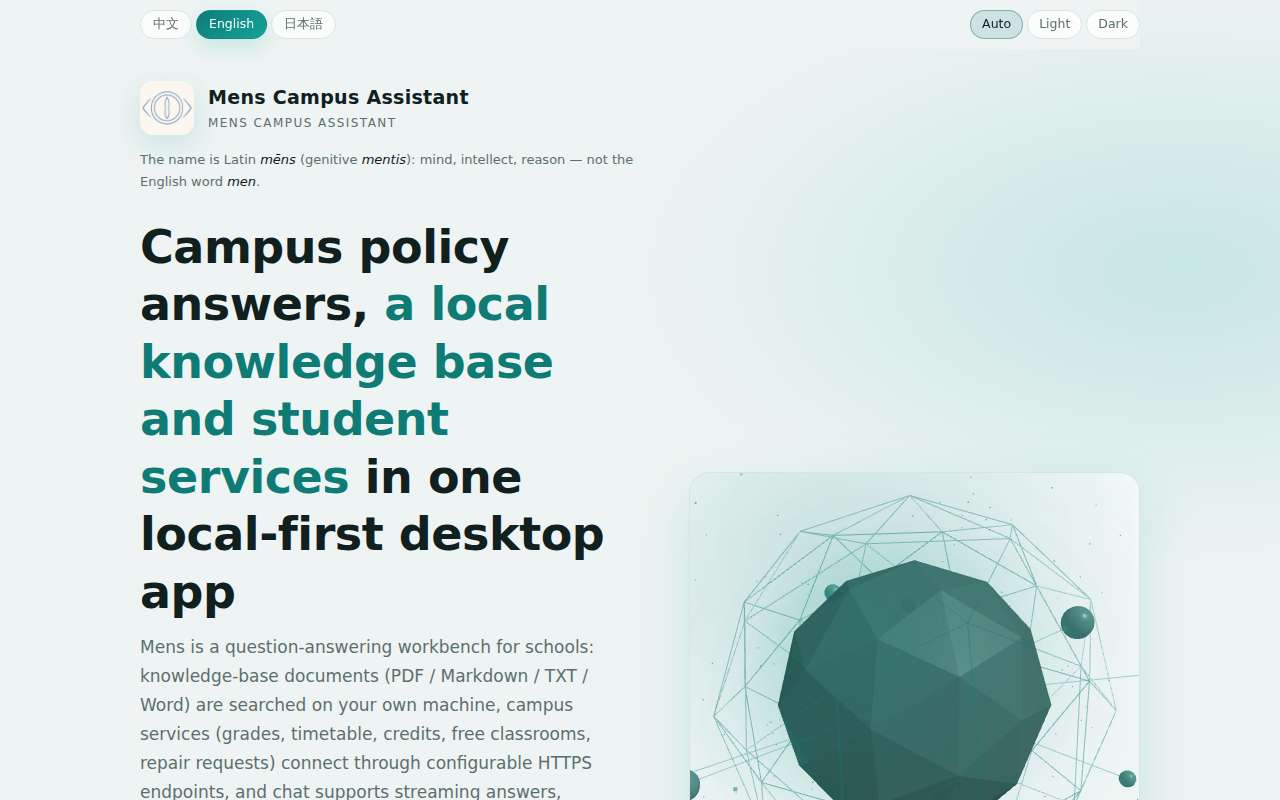 中文
English
日本語
Auto
Light
Dark
Mens Campus Assistant
MENS CAMPUS ASSISTANT
The name is Latin mēns (genitive mentis): mind, intellect, reason — not the
English word men.
Campus policy
answers, a local
knowledge base
and student
services in one
local-first desktop
app
Mens is a question-answering workbench for schools:
knowledge-base documents (PDF / Markdown / TXT /
Word) are searched on your own machine, campus
services (grades, timetable, credits, free classrooms,
repair requests) connect through configurable HTTPS
endpoints, and chat supports streaming answers,